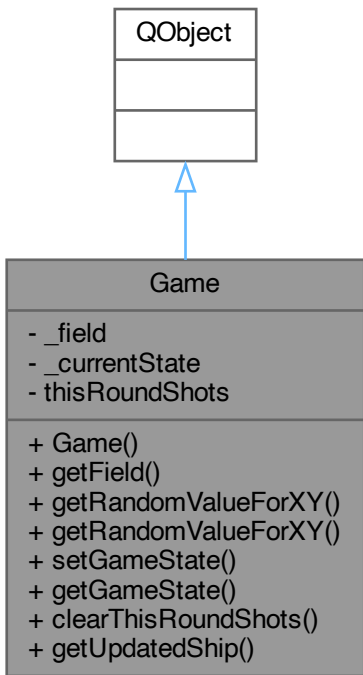 QObject
Game
- _field
- _currentState
- thisRoundShots
+ Game()
+ getField()
+ getRandomValueForXY()
+ getRandomValueForXY()
+ setGameState()
+ getGameState()
+ clearThisRoundShots()
+ getUpdatedShip()